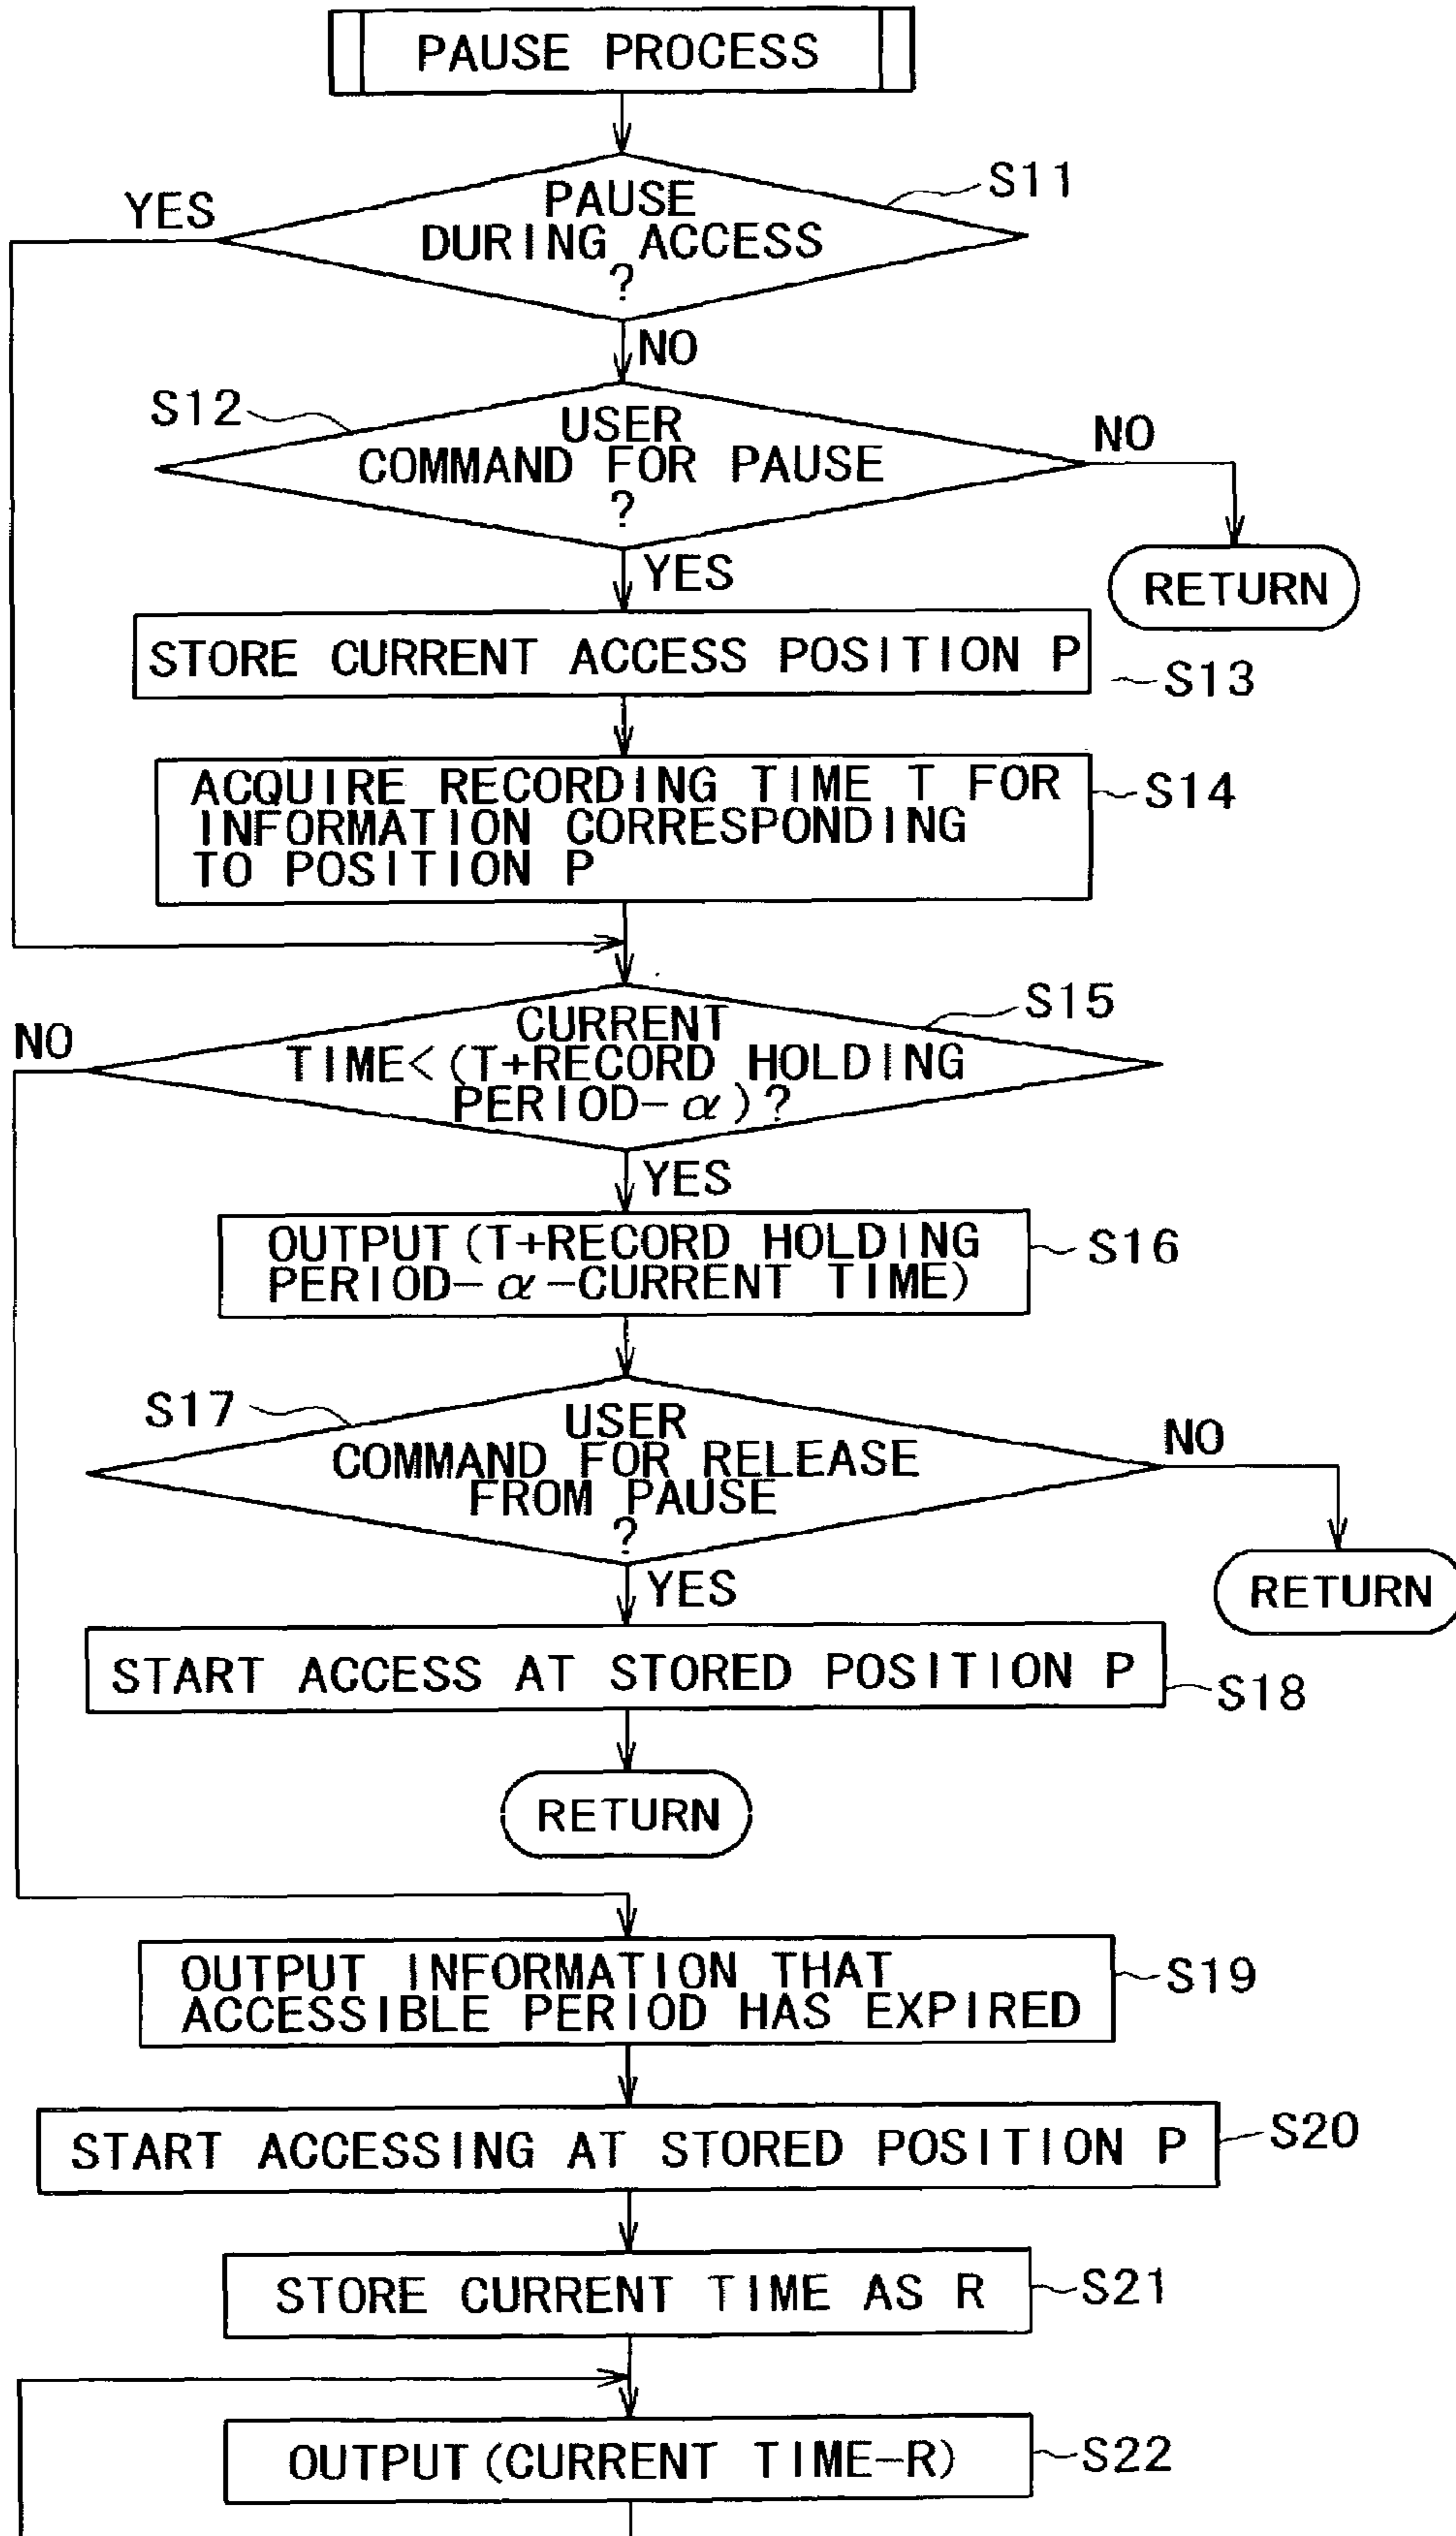 PAUSE PROCESS
S11
YES
PAUSE
DURING ACCESS
?
NO
S12
USER
COMMAND FOR PAUSE
?
NO
YES
RETURN
STORE CURRENT ACCESS POSITION P
S13
ACQUIRE RECORDING TIME T FOR
INFORMATION CORRESPONDING
TO POSITION P
S14
S15
NO
CURRENT
TIME<(T+RECORD HOLDING
PERIOD-α)?
YES
OUTPUT(T+RECORD HOLDING
PERIOD-α-CURRENT TIME)
S16
S17
USER
COMMAND FOR RELEASE
FROM PAUSE
?
NO
YES
RETURN
START ACCESS AT STORED POSITION P
S18
RETURN
OUTPUT INFORMATION THAT
ACCESSIBLE PERIOD HAS EXPIRED
S19
START ACCESSING AT STORED POSITION P
S20
STORE CURRENT TIME AS R
S21
OUTPUT(CURRENT TIME-R)
S22